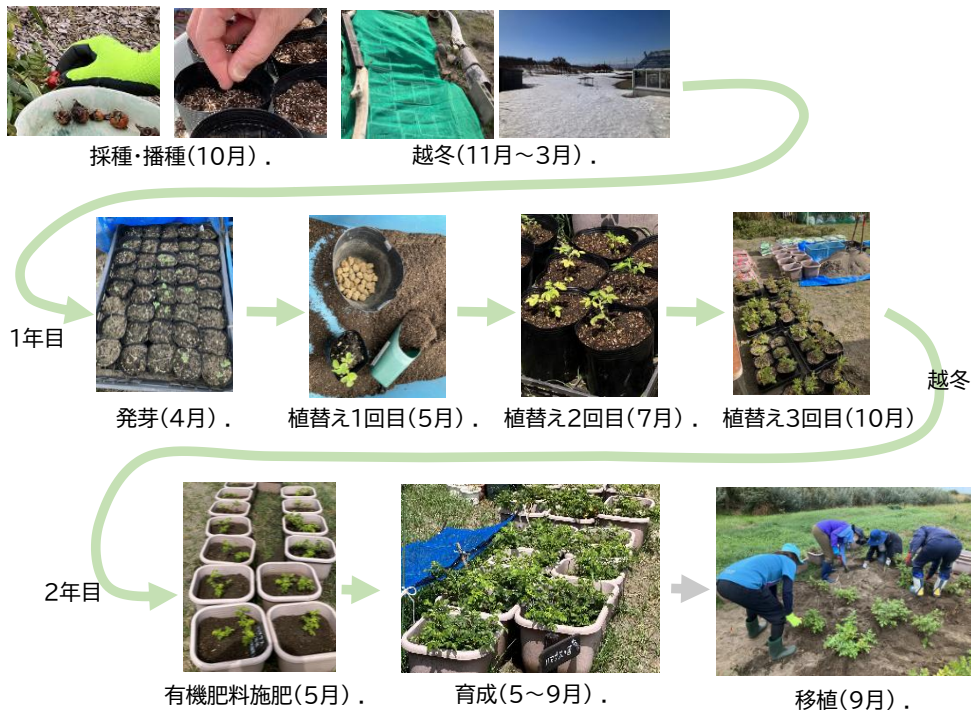 採種・播種(10月) .
越冬(11月～3月) .
1年目
発芽(4月) .
植替え1回目(5月) .
植替え2回目(7月) .
植替え3回目(10月)
越冬
2年目
有機肥料施肥(5月) .
育成(5～9月) .
移植(9月) .